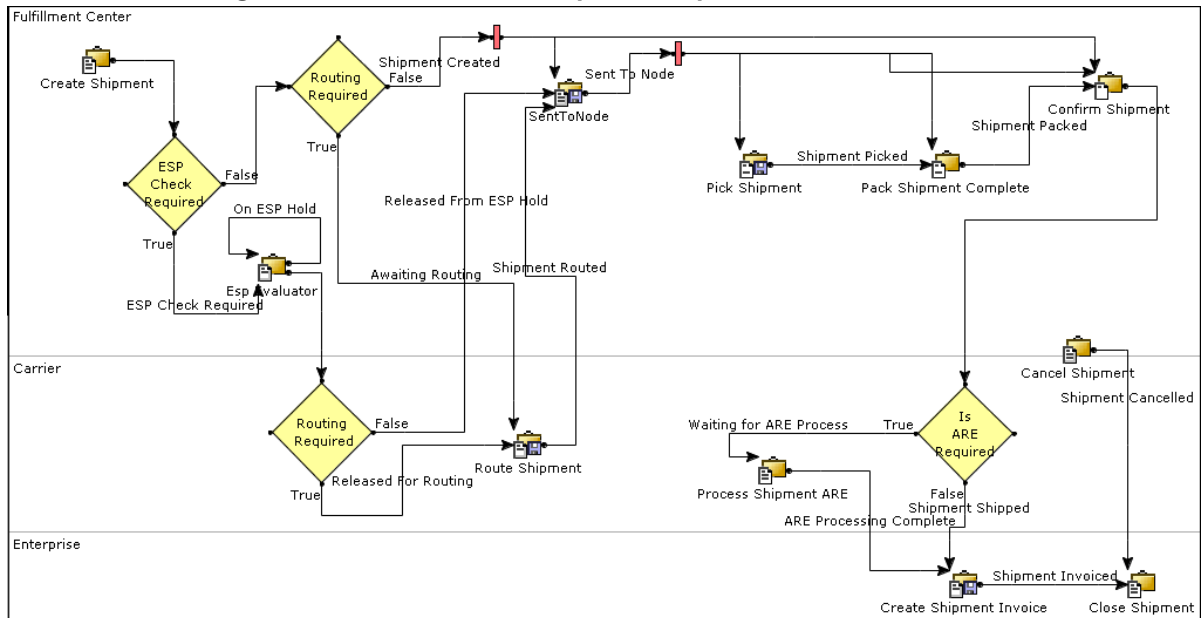 Fulfillment Center
Create Shipment
Routing
Required
Shipment Created
False
True
Sent To Node
SentToNode
Confirm Shipment
Shipment Packed
ESP
Check
Required
False
True
Shipment Picked
Pick Shipment
Pack Shipment Complete
On ESP Hold
Released From ESP Hold
Esp Evaluator
ESP Check Required
Awaiting Routing
Shipment Routed
Carrier
Cancel Shipment
Shipment Cancelled
Routing
Required
False
True
Released For Routing
Route Shipment
Waiting for ARE Process
True
Is
ARE
Required
Process Shipment ARE
False
Shipment Shipped
ARE Processing Complete
Enterprise
Shipment Invoiced
Create Shipment Invoice
Close Shipment